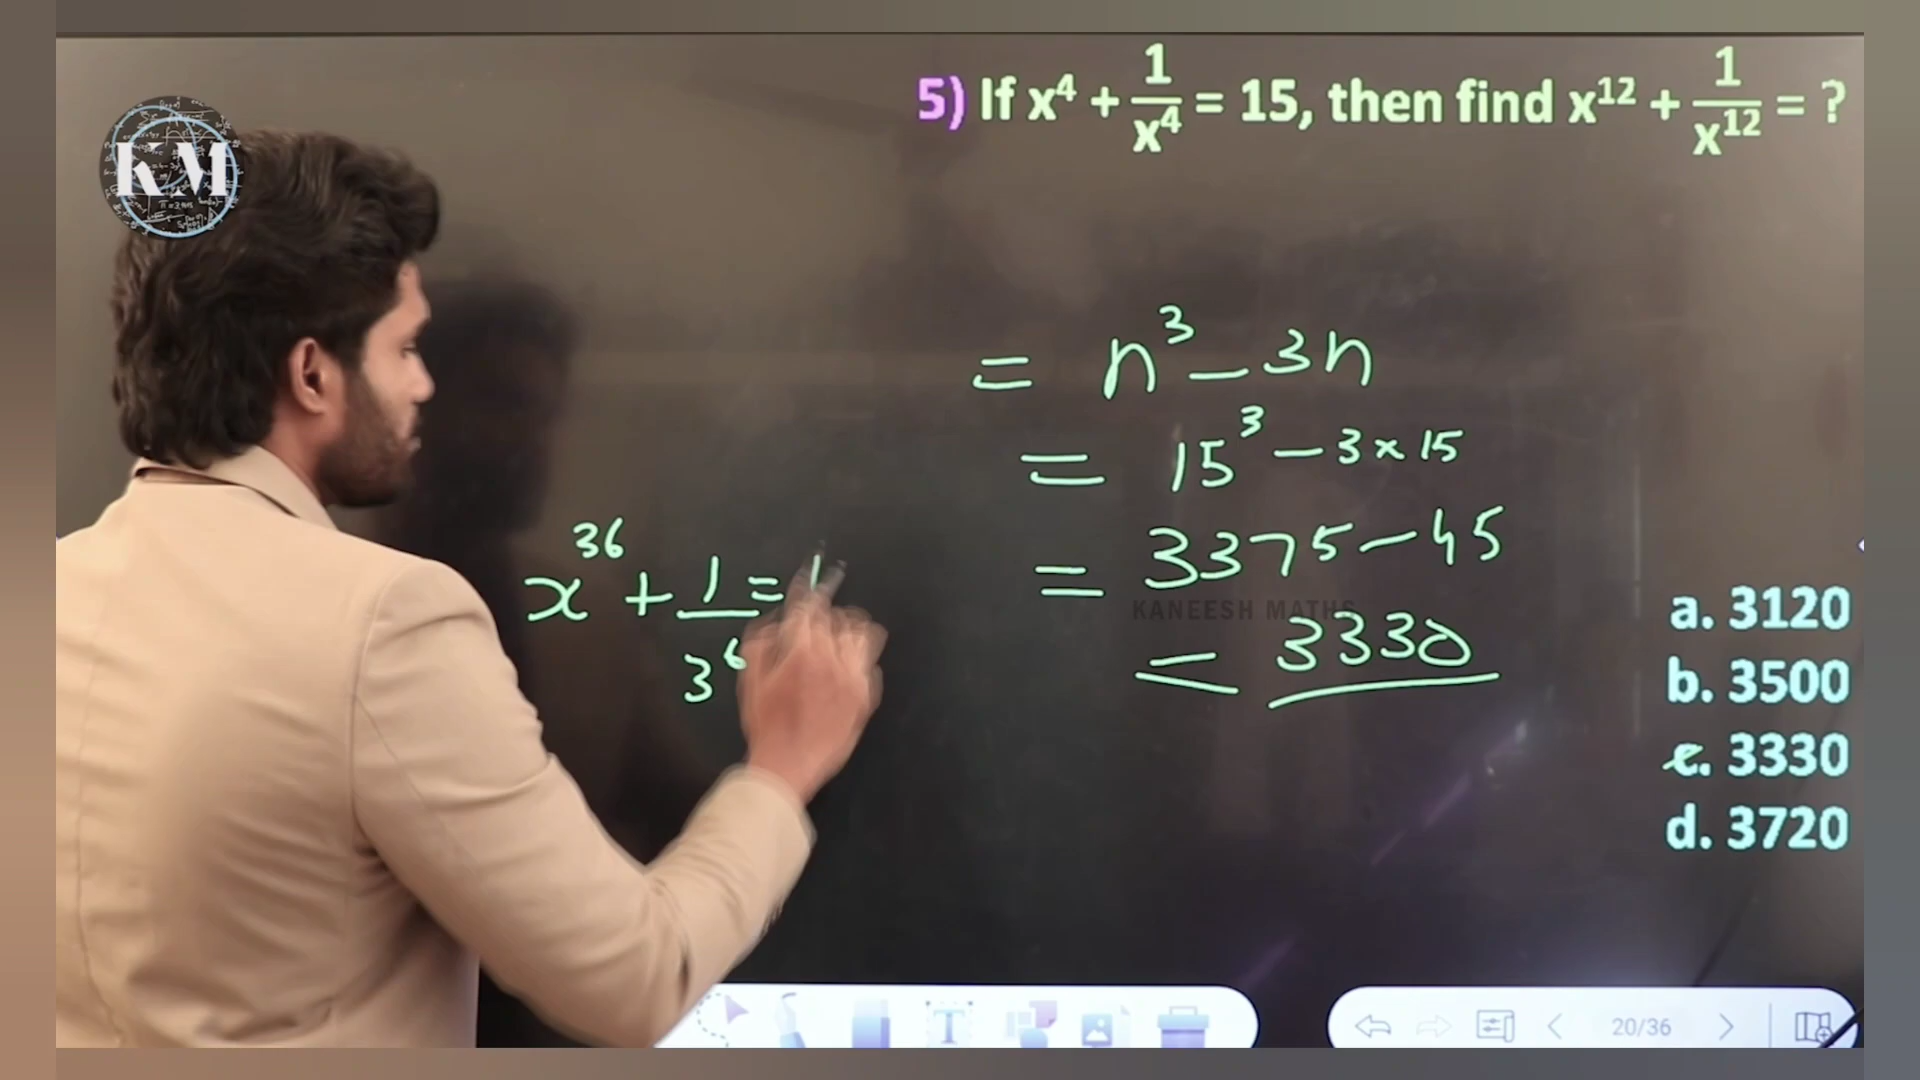 KM
5) If x⁴ + 1/x⁴ = 15, then find x¹² + 1/x¹² = ?
= n³ - 3n
= 15³ - 3 x 15
= 3375 - 45
= 3330
x³⁶ + 1/3⁶ = 1
KANEESH MATHS
a. 3120
b. 3500
c. 3330
d. 3720
T
20/36